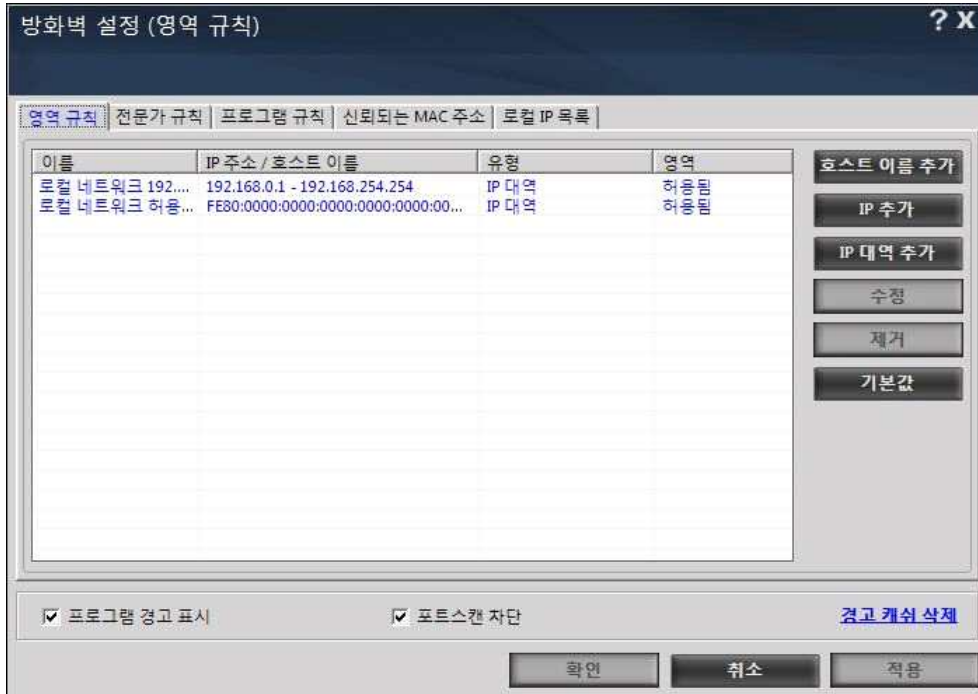 방화벽 설정 (영역 규칙)
? X
영역 규칙 전문가 규칙 프로그램 규칙 신뢰되는 MAC 주소 로컬 IP 목록
이름 IP 주소 / 호스트 이름 유형 영역
로컬 네트워크 192.... 192.168.0.1 - 192.168.254.254 IP 대역 허용됨
로컬 네트워크 허용... FE80:0000:0000:0000:0000:0000:00... IP 대역 허용됨
호스트 이름 추가
IP 추가
IP 대역 추가
수정
제거
기본값
프로그램 경고 표시 포트스캔 차단 경고 캐쉬 삭제
확인 취소 적용